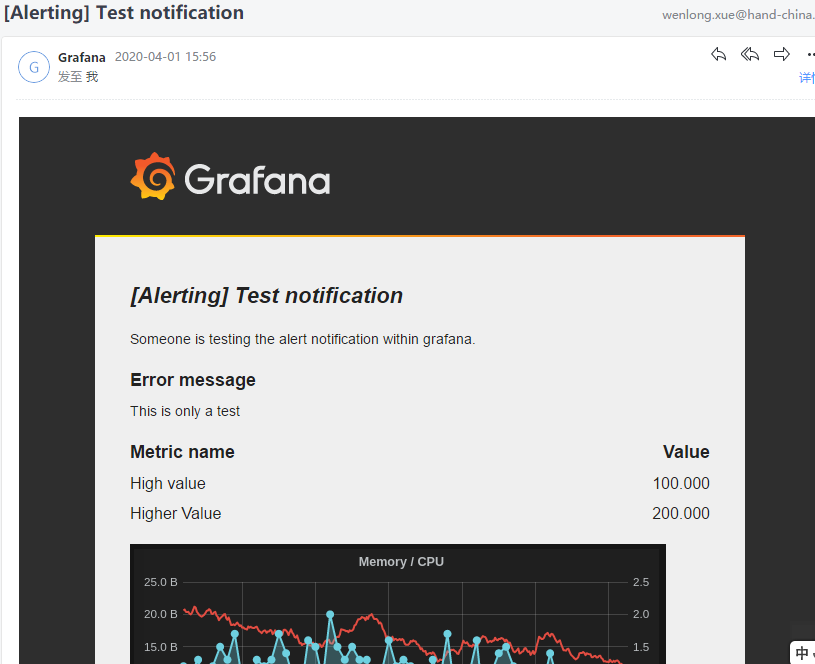 [Alerting] Test notification
wenlong.xue@hand-china.
G
Grafana 2020-04-01 15:56
发至 我
详情
Grafana
[Alerting] Test notification
Someone is testing the alert notification within grafana.
Error message
This is only a test
Metric name Value
High value 100.000
Higher Value 200.000
Memory / CPU
25.0 B 2.5
20.0 B 2.0
15.0 B 1.5
中